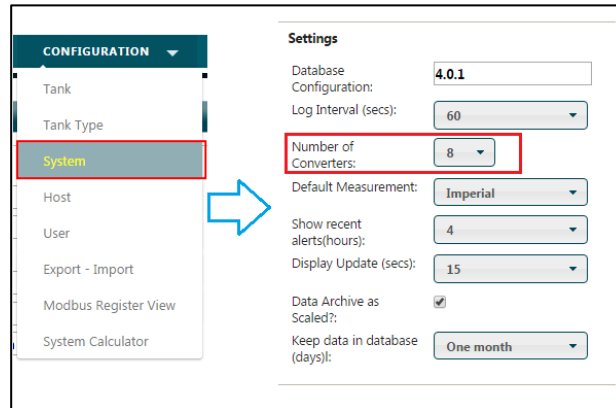 CONFIGURATION
Tank
Tank Type
System
Host
User
Export - Import
Modbus Register View
System Calculator
Settings
Database
Configuration:
4.0.1
Log Interval (secs):
60
Number of
Converters:
8
Default Measurement:
Imperial
Show recent
alerts(hours):
4
Display Update (secs):
15
Data Archive as
Scaled?:
Keep data in database
(days)l:
One month